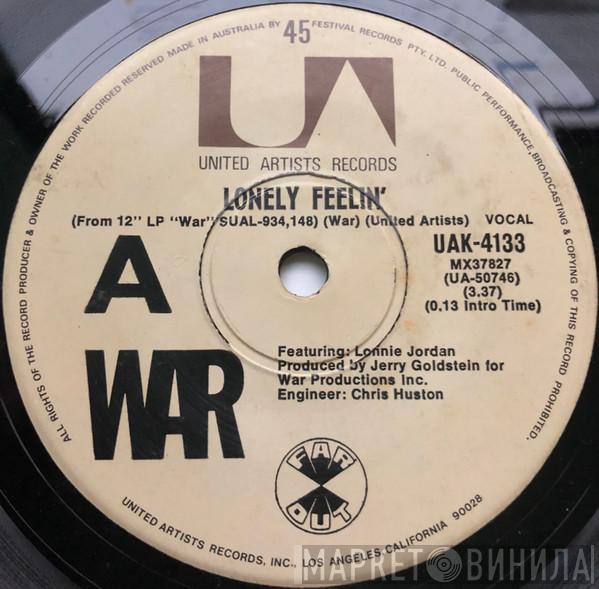 ALL RIGHTS OF THE RECORD PRODUCER & OWNER OF THE WORK RECORDED RESERVED MADE IN AUSTRALIA BY FESTIVAL RECORDS PTY. LTD. PUBLIC PERFORMANCE, BROADCASTING & COPYING OF THIS RECORD PROHIBITED.
45
UA
UNITED ARTISTS RECORDS
LONELY FEELIN'
(From 12" LP "War" SUAL-934,148) (War) (United Artists) VOCAL
A
UAK-4133
MX37827
(UA-50746)
(3.37)
(0.13 Intro Time)
WAR
Featuring: Lonnie Jordan
Produced by Jerry Goldstein for
War Productions Inc.
Engineer: Chris Huston
FAR
OUT
UNITED ARTISTS RECORDS, INC., LOS ANGELES, CALIFORNIA 90028
МАРКЕТ ВИНИЛА